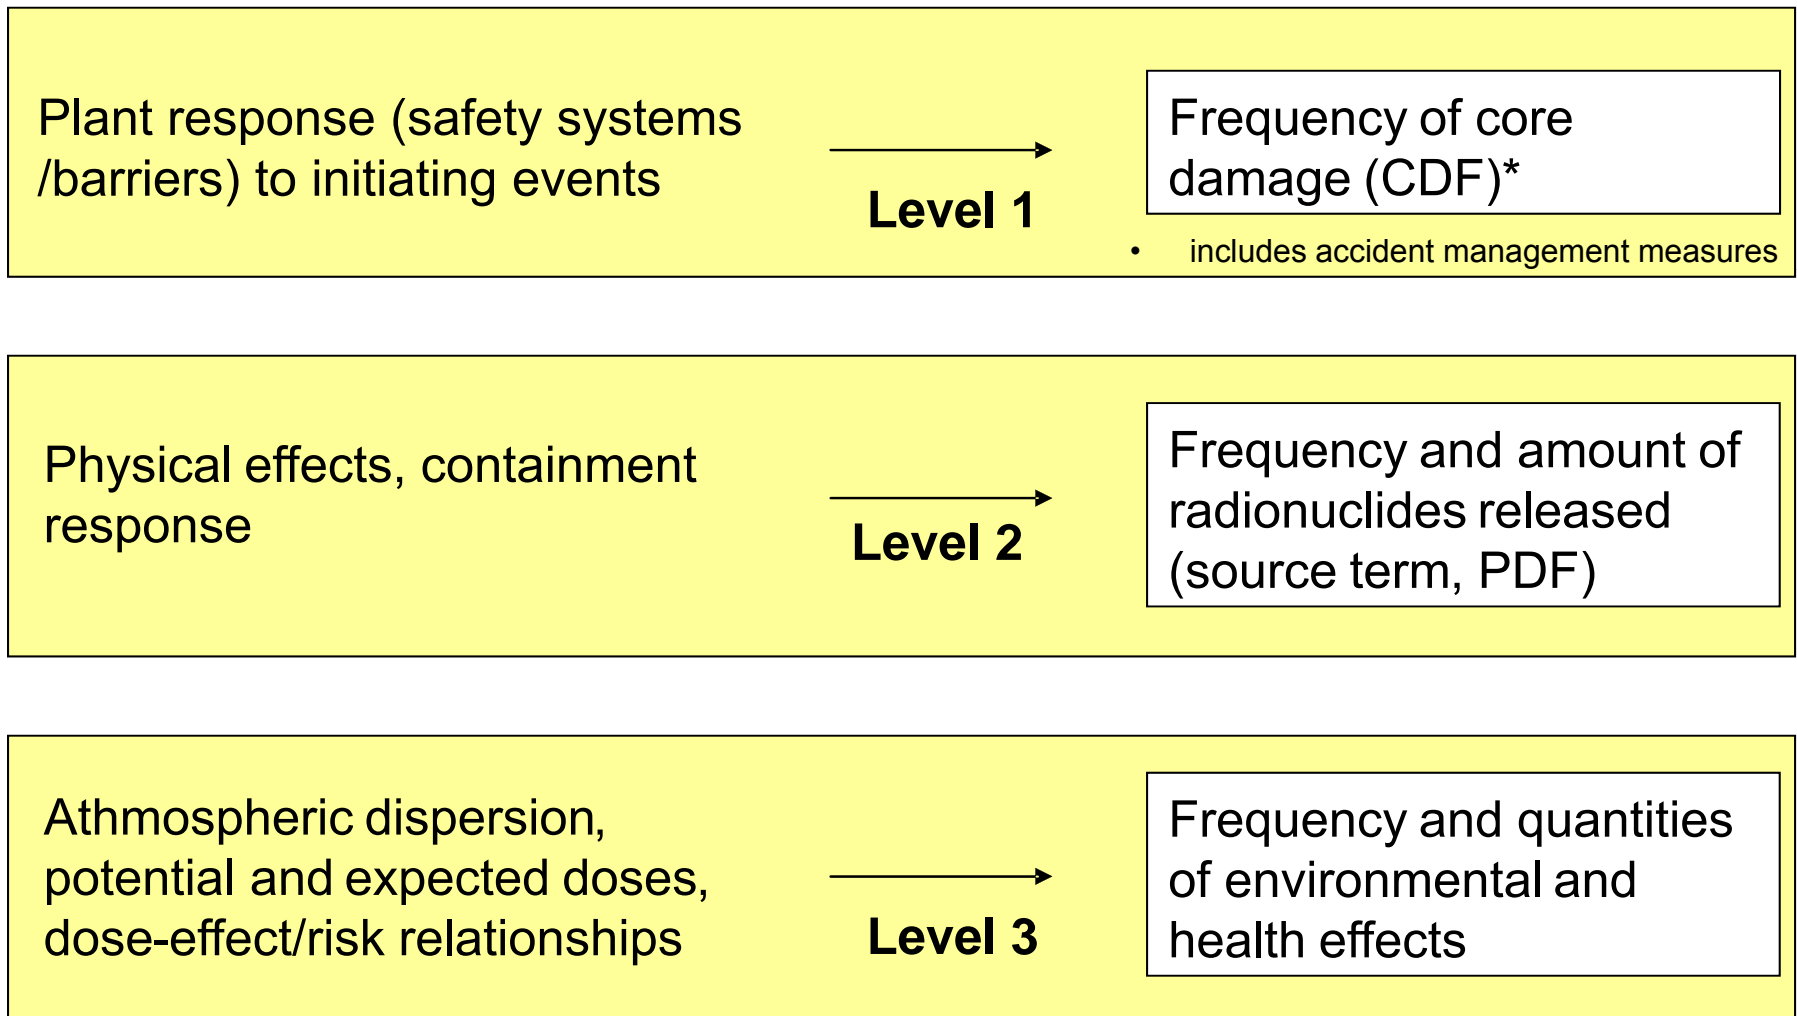 Plant response (safety systems
/barriers) to initiating events
Level 1
Frequency of core
damage (CDF)*
• includes accident management measures
Physical effects, containment
response
Level 2
Frequency and amount of
radionuclides released
(source term, PDF)
Athmospheric dispersion,
potential and expected doses,
dose-effect/risk relationships
Level 3
Frequency and quantities
of environmental and
health effects